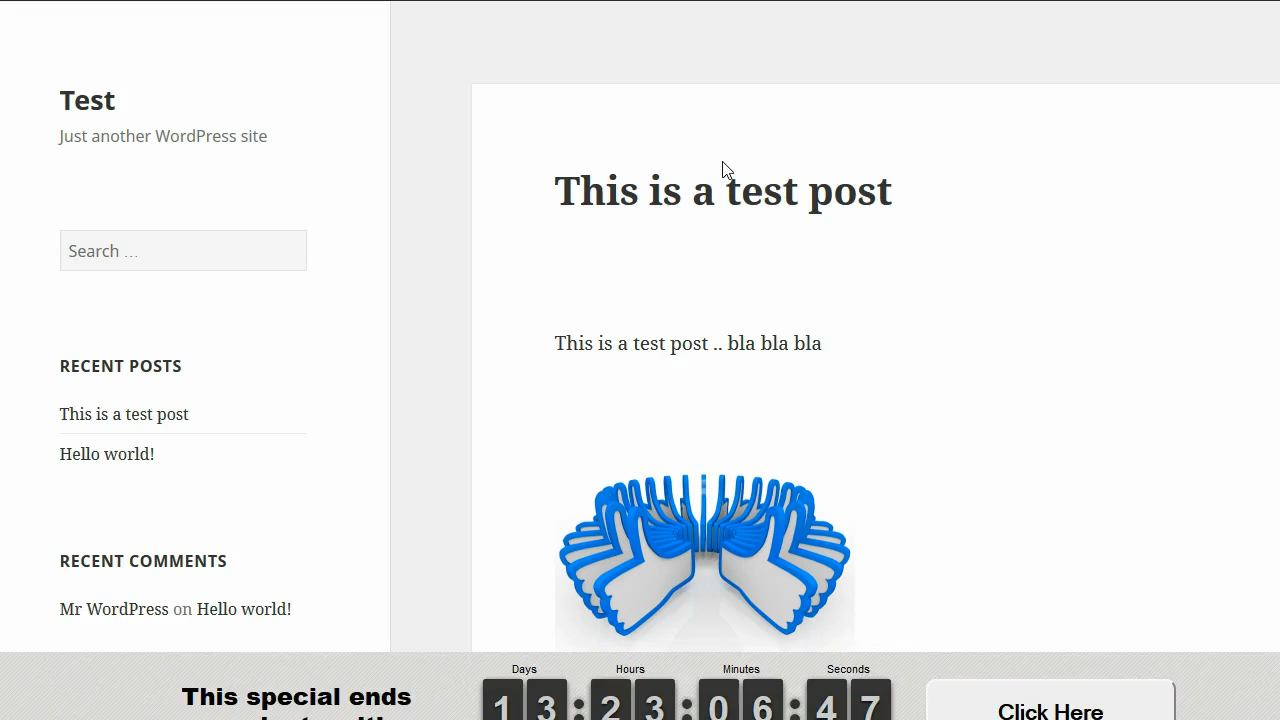 Test
Just another WordPress site
Search ...
RECENT POSTS
This is a test post
Hello world!
RECENT COMMENTS
Mr WordPress on Hello world!
This is a test post
This is a test post .. bla bla bla
This special ends
Days Hours Minutes Seconds
13:23:06:47
Click Here